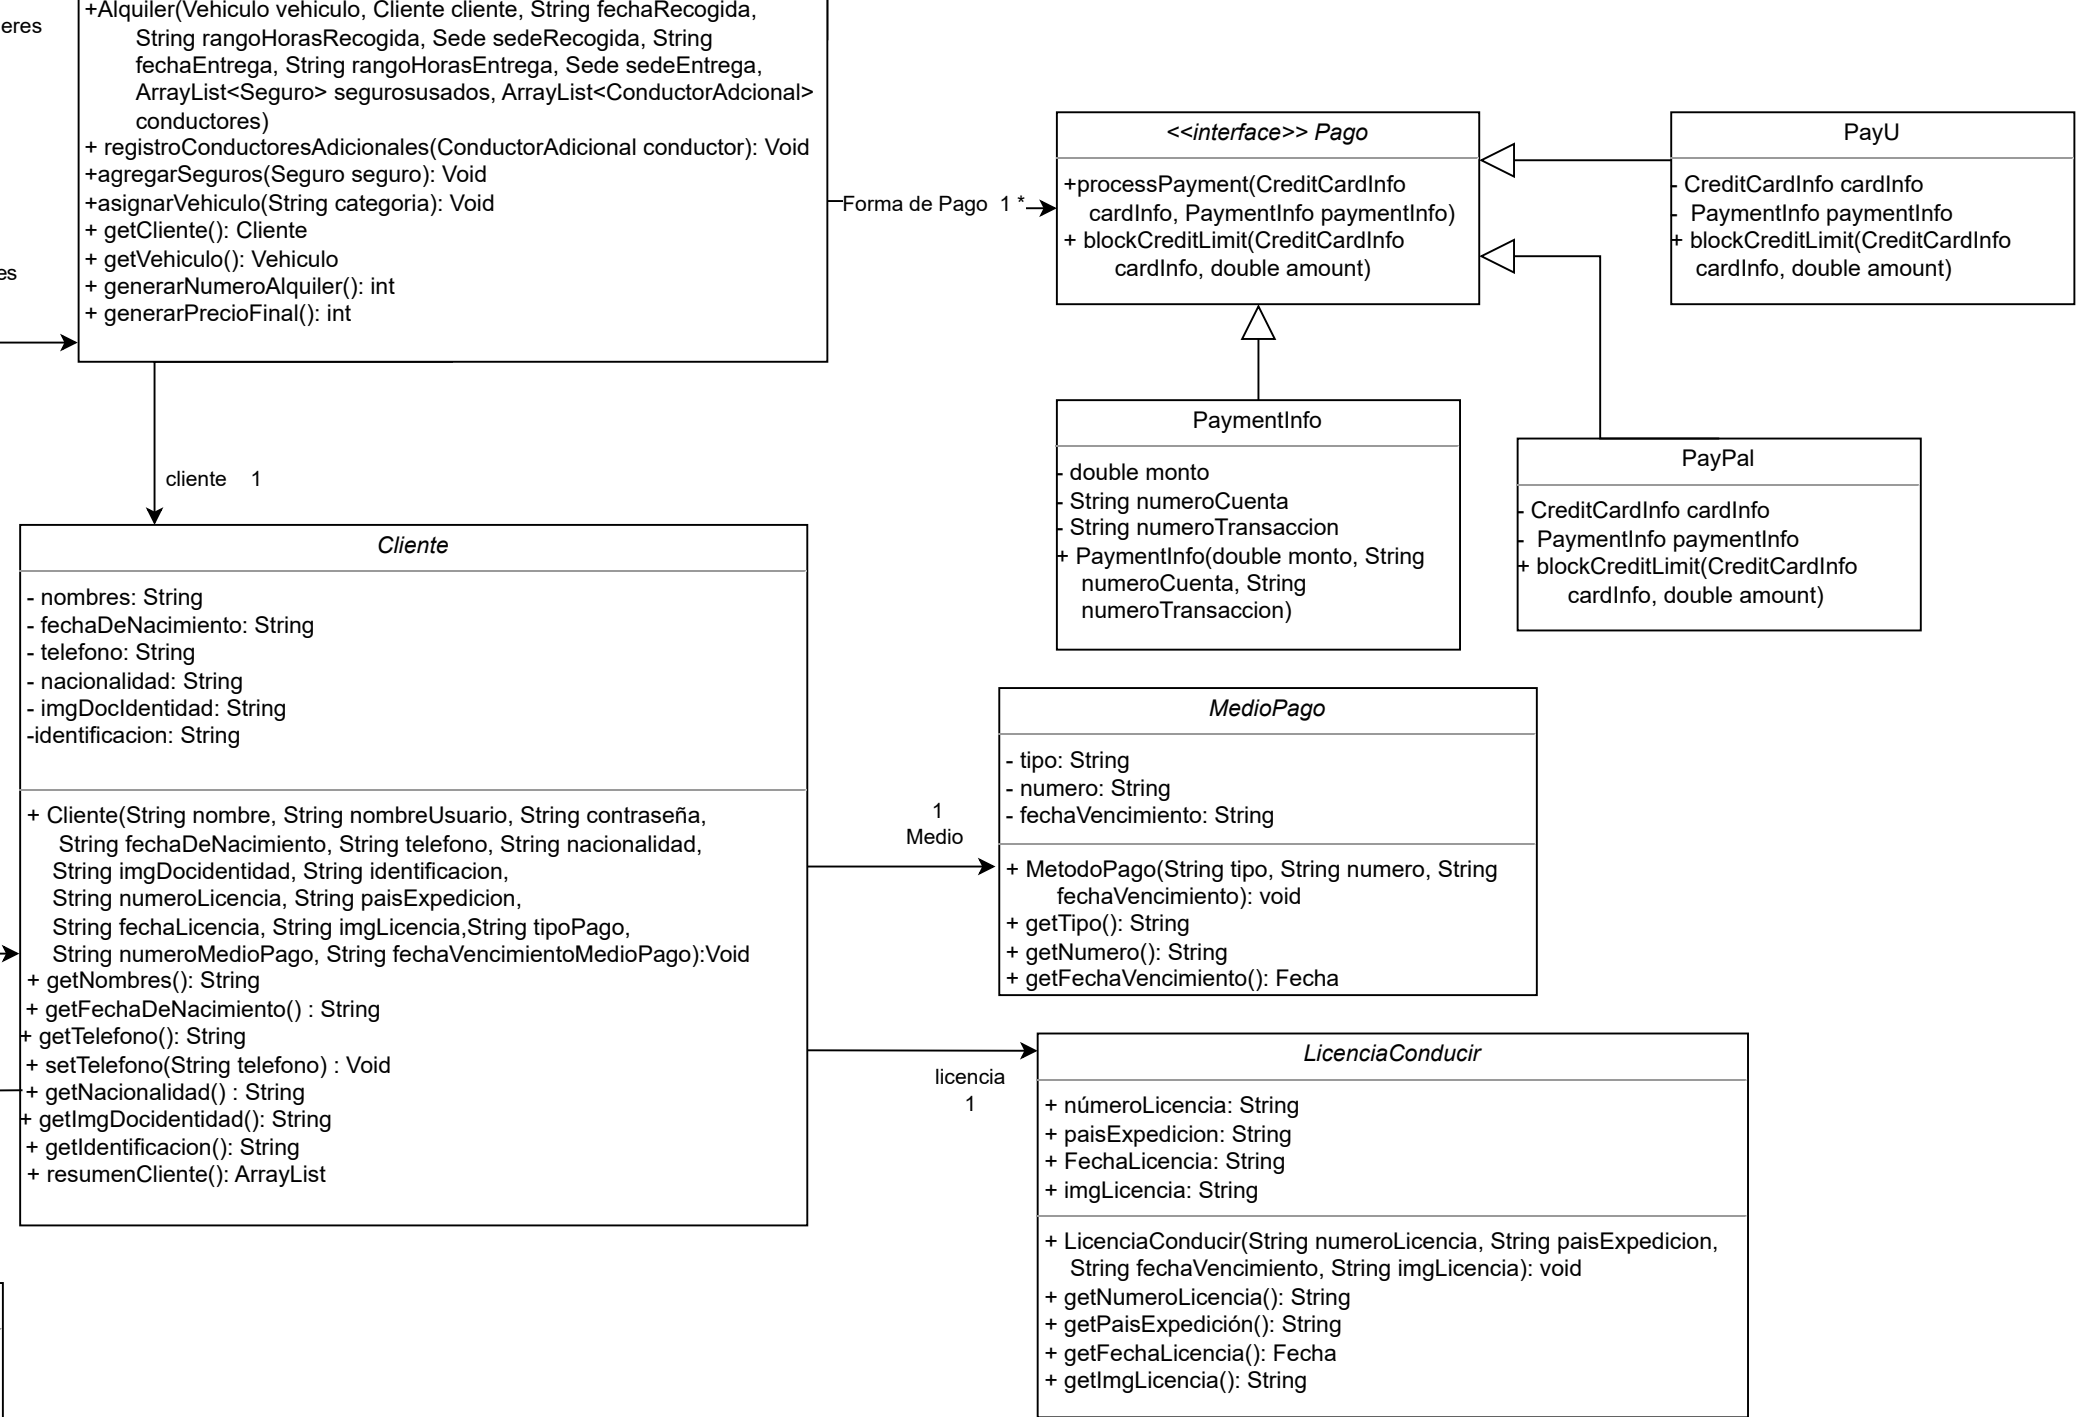 eres
es
+Alquiler(Vehiculo vehiculo, Cliente cliente, String fechaRecogida,
String rangoHorasRecogida, Sede sedeRecogida, String
fechaEntrega, String rangoHorasEntrega, Sede sedeEntrega,
ArrayList<Seguro> segurosusados, ArrayList<ConductorAdcional>
conductores)
+ registroConductoresAdicionales(ConductorAdicional conductor): Void
+agregarSeguros(Seguro seguro): Void
+asignarVehiculo(String categoria): Void
+ getCliente(): Cliente
+ getVehiculo(): Vehiculo
+ generarNumeroAlquiler(): int
+ generarPrecioFinal(): int
Forma de Pago 1 *
<<interface>> Pago
+processPayment(CreditCardInfo
cardInfo, PaymentInfo paymentInfo)
+ blockCreditLimit(CreditCardInfo
cardInfo, double amount)
PayU
- CreditCardInfo cardInfo
- PaymentInfo paymentInfo
+ blockCreditLimit(CreditCardInfo
cardInfo, double amount)
PaymentInfo
- double monto
- String numeroCuenta
- String numeroTransaccion
+ PaymentInfo(double monto, String
numeroCuenta, String
numeroTransaccion)
PayPal
- CreditCardInfo cardInfo
- PaymentInfo paymentInfo
+ blockCreditLimit(CreditCardInfo
cardInfo, double amount)
cliente 1
Cliente
- nombres: String
- fechaDeNacimiento: String
- telefono: String
- nacionalidad: String
- imgDocIdentidad: String
-identificacion: String
+ Cliente(String nombre, String nombreUsuario, String contraseña,
String fechaDeNacimiento, String telefono, String nacionalidad,
String imgDocidentidad, String identificacion,
String numeroLicencia, String paisExpedicion,
String fechaLicencia, String imgLicencia,String tipoPago,
String numeroMedioPago, String fechaVencimientoMedioPago):Void
+ getNombres(): String
+ getFechaDeNacimiento() : String
+ getTelefono(): String
+ setTelefono(String telefono) : Void
+ getNacionalidad() : String
+ getImgDocidentidad(): String
+ getIdentificacion(): String
+ resumenCliente(): ArrayList
1
Medio
MedioPago
- tipo: String
- numero: String
- fechaVencimiento: String
+ MetodoPago(String tipo, String numero, String
fechaVencimiento): void
+ getTipo(): String
+ getNumero(): String
+ getFechaVencimiento(): Fecha
licencia
1
LicenciaConducir
+ númeroLicencia: String
+ paisExpedicion: String
+ FechaLicencia: String
+ imgLicencia: String
+ LicenciaConducir(String numeroLicencia, String paisExpedicion,
String fechaVencimiento, String imgLicencia): void
+ getNumeroLicencia(): String
+ getPaisExpedición(): String
+ getFechaLicencia(): Fecha
+ getImgLicencia(): String